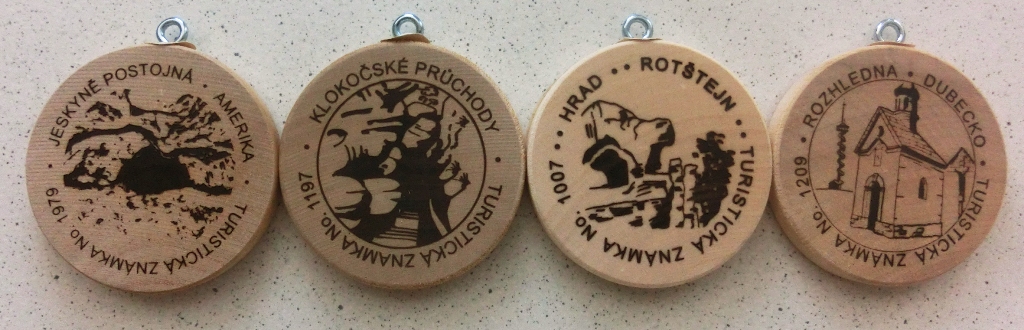 JESKYNĚ POSTOJNÁ • AMERIKA •
TURISTICKÁ ZNÁMKA No. 1979
KLOKOČSKÉ PRŮCHODY
TURISTICKÁ ZNÁMKA No. 1197
HRAD •• ROTŠTEJN ••
TURISTICKÁ ZNÁMKA No. 1007
ROZHLEDNA • DUBECKO •
TURISTICKÁ ZNÁMKA No. 1209